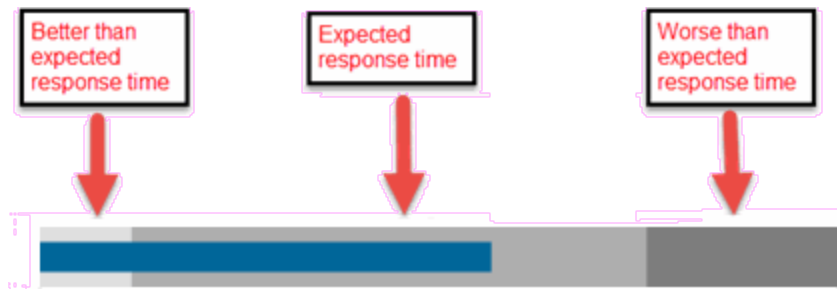 Better than
expected
response time
Expected
response time
Worse than
expected
response time